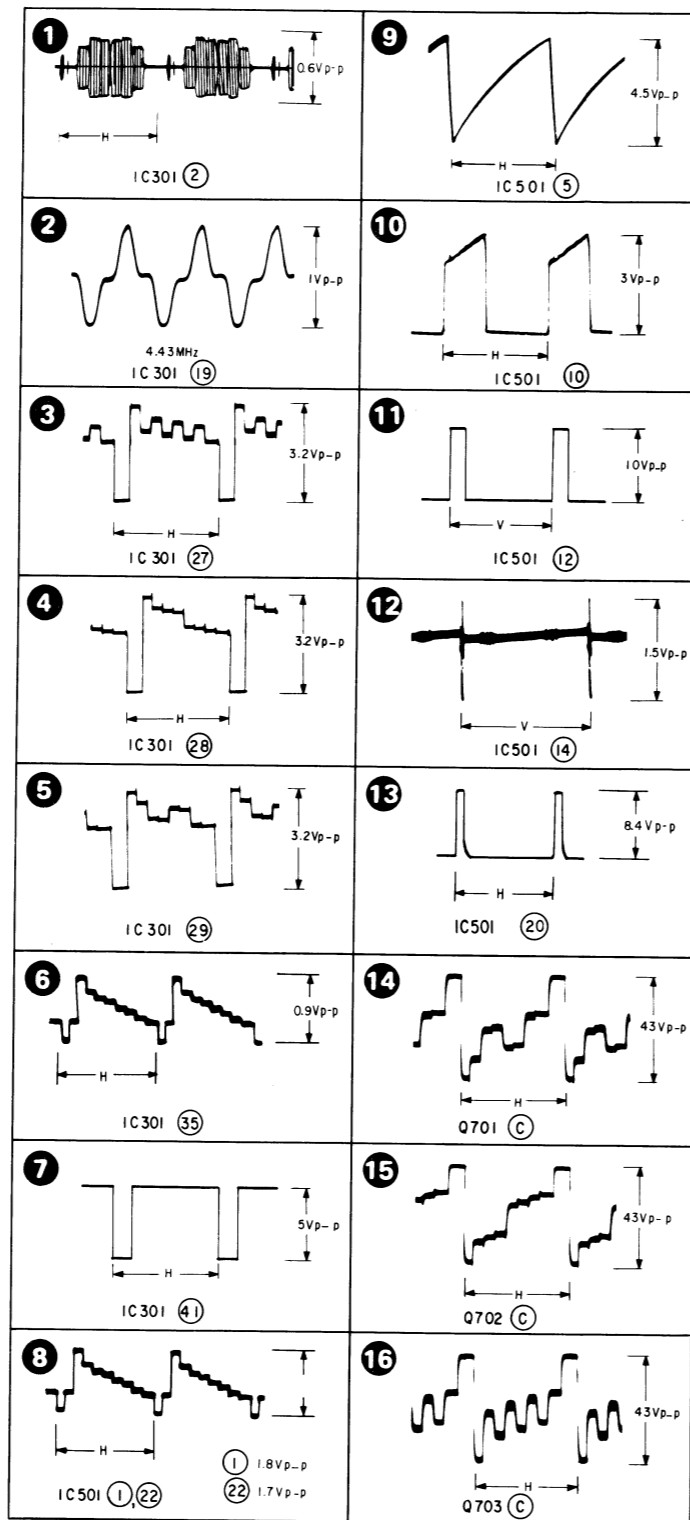 1
0.6Vp-p
H
IC301 (2)
2
1Vp-p
4.43MHz
IC301 (19)
3
3.2Vp-p
H
IC301 (27)
4
3.2Vp-p
H
IC301 (28)
5
3.2Vp-p
H
IC301 (29)
6
0.9Vp-p
H
IC301 (35)
7
5Vp-p
H
IC301 (41)
8
H
(1) 1.8Vp-p
IC501 (1),(22)
(22) 1.7Vp-p
9
4.5Vp-p
H
IC501 (5)
10
3Vp-p
H
IC501 (10)
11
10Vp-p
V
IC501 (12)
12
1.5Vp-p
V
IC501 (14)
13
8.4Vp-p
H
IC501 (20)
14
43Vp-p
H
Q701 (C)
15
43Vp-p
H
Q702 (C)
16
43Vp-p
H
Q703 (C)